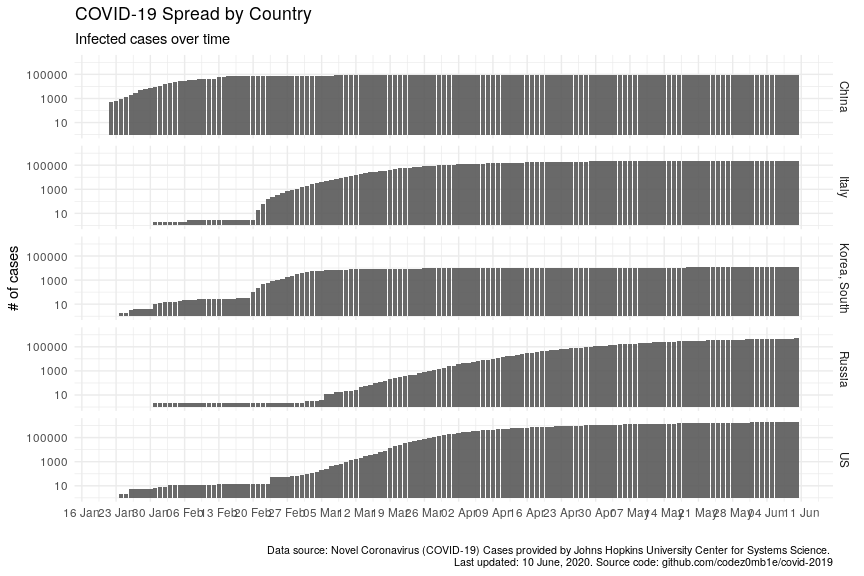 COVID-19 Spread by Country
Infected cases over time
# of cases
100000
1000
10
China
100000
1000
10
Italy
100000
1000
10
Korea, South
100000
1000
10
Russia
100000
1000
10
US
16 Jan 23 Jan 30 Jan 06 Feb 13 Feb 20 Feb 27 Feb 05 Mar 12 Mar 19 Mar 26 Mar 02 Apr 09 Apr 16 Apr 23 Apr 30 Apr 07 May 14 May 21 May 28 May 04 Jun 11 Jun
Data source: Novel Coronavirus (COVID-19) Cases provided by Johns Hopkins University Center for Systems Science.
Last updated: 10 June, 2020. Source code: github.com/codez0mb1e/covid-2019